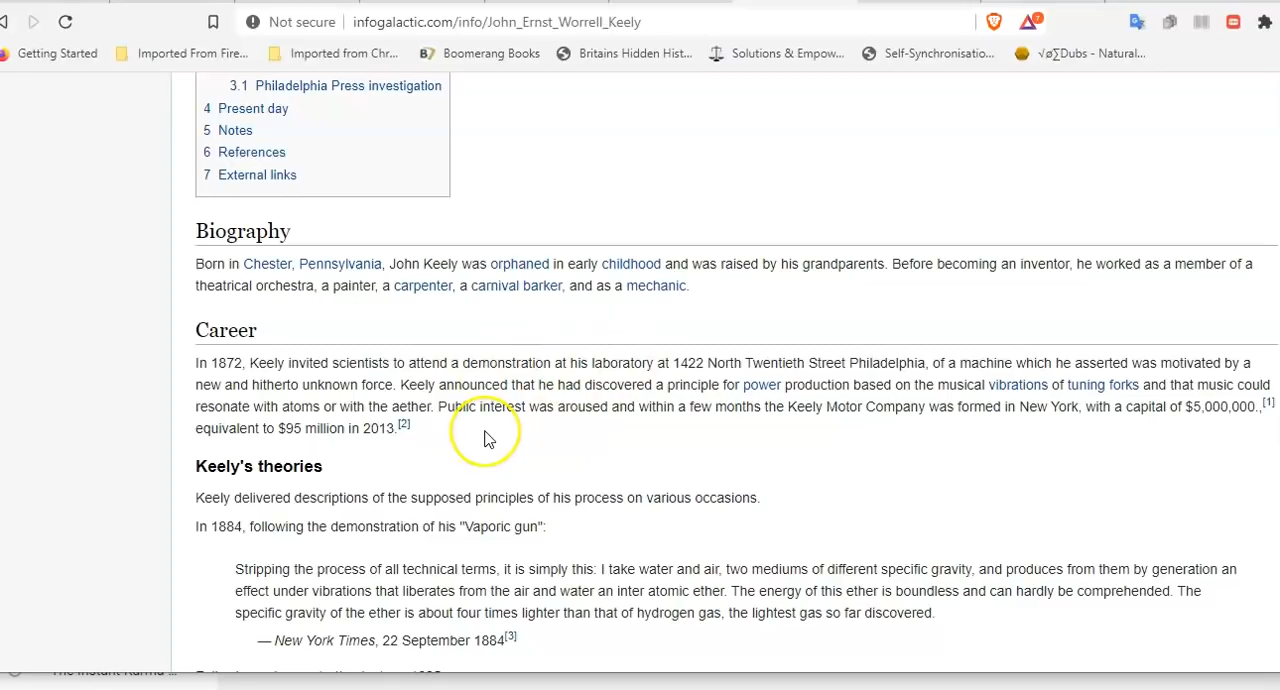 Not secure infogalactic.com/info/John_Ernst_Worrell_Keely 7
Getting Started Imported From Fire... Imported from Chr... B7 Boomerang Books Britains Hidden Hist... Solutions & Empow... Self-Synchronisatio... √ø∑Dubs - Natural...
3.1 Philadelphia Press investigation
4 Present day
5 Notes
6 References
7 External links
Biography
Born in Chester, Pennsylvania, John Keely was orphaned in early childhood and was raised by his grandparents. Before becoming an inventor, he worked as a member of a
theatrical orchestra, a painter, a carpenter, a carnival barker, and as a mechanic.
Career
In 1872, Keely invited scientists to attend a demonstration at his laboratory at 1422 North Twentieth Street Philadelphia, of a machine which he asserted was motivated by a
new and hitherto unknown force. Keely announced that he had discovered a principle for power production based on the musical vibrations of tuning forks and that music could
resonate with atoms or with the aether. Public interest was aroused and within a few months the Keely Motor Company was formed in New York, with a capital of $5,000,000.,[1]
equivalent to $95 million in 2013.[2]
Keely's theories
Keely delivered descriptions of the supposed principles of his process on various occasions.
In 1884, following the demonstration of his "Vaporic gun":
Stripping the process of all technical terms, it is simply this: I take water and air, two mediums of different specific gravity, and produces from them by generation an
effect under vibrations that liberates from the air and water an inter atomic ether. The energy of this ether is boundless and can hardly be comprehended. The
specific gravity of the ether is about four times lighter than that of hydrogen gas, the lightest gas so far discovered.
— New York Times, 22 September 1884[3]